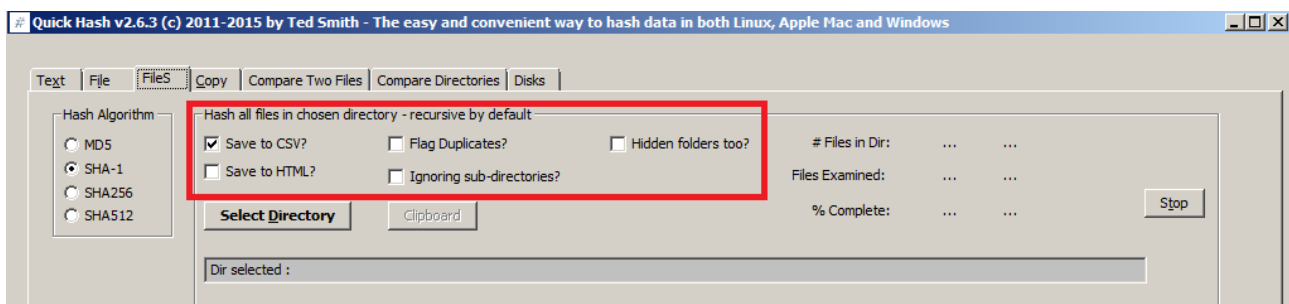 # Quick Hash v2.6.3 (c) 2011-2015 by Ted Smith - The easy and convenient way to hash data in both Linux, Apple Mac and Windows
Text File FileS Copy Compare Two Files Compare Directories Disks
Hash Algorithm
MD5
SHA-1
SHA256
SHA512
Hash all files in chosen directory - recursive by default
Save to CSV? Flag Duplicates? Hidden folders too?
Save to HTML? Ignoring sub-directories?
Select Directory Clipboard
# Files in Dir: ... ...
Files Examined: ... ...
% Complete: ... ...
Stop
Dir selected :